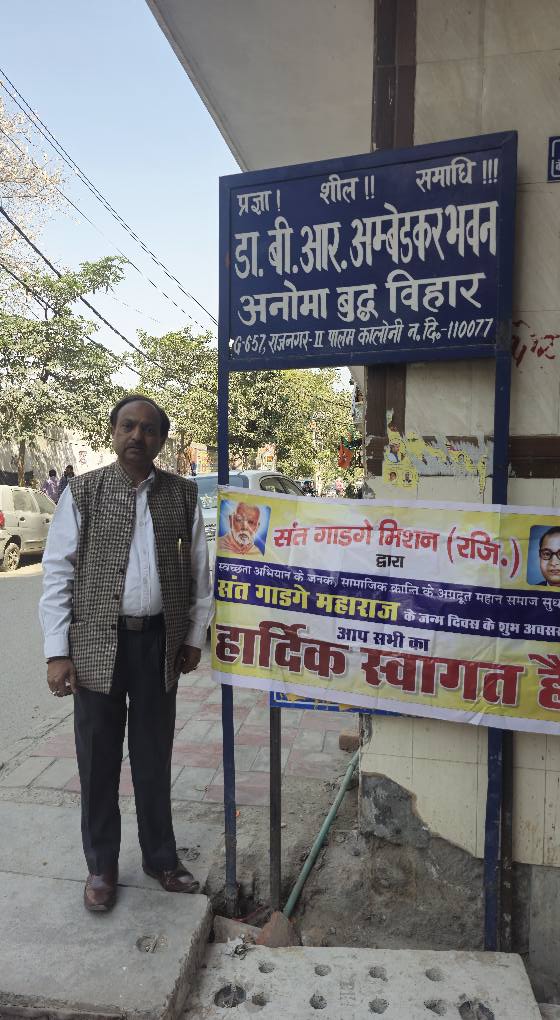 प्रज्ञा! शील!! समाधि!!!
डा. बी. आर. अम्बेडकर भवन
अनोमा बुद्ध विहार
G-657, राजनगर-II पालम कालोनी न. दि.-110077
संत गाडगे मिशन (रजि.)
द्वारा
स्वच्छता अभियान के जनक, सामाजिक क्रान्ति के अग्रदूत महान समाज
संत गाडगे महाराज के जन्म दिवस के शुभ
आप सभी का
हार्दिक स्वागत है